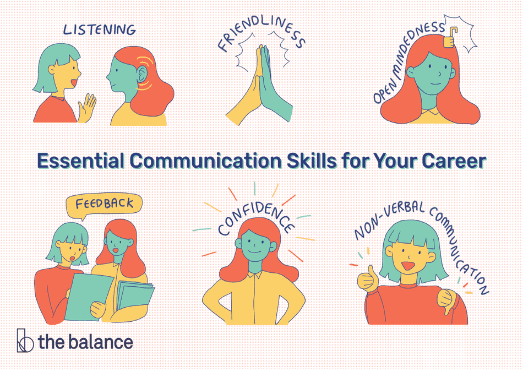 LISTENING
FRIENDLINESS
OPEN MINDEDNESS
Essential Communication Skills for Your Career
FEEDBACK
CONFIDENCE
NON-VERBAL COMMUNICATION
the balance